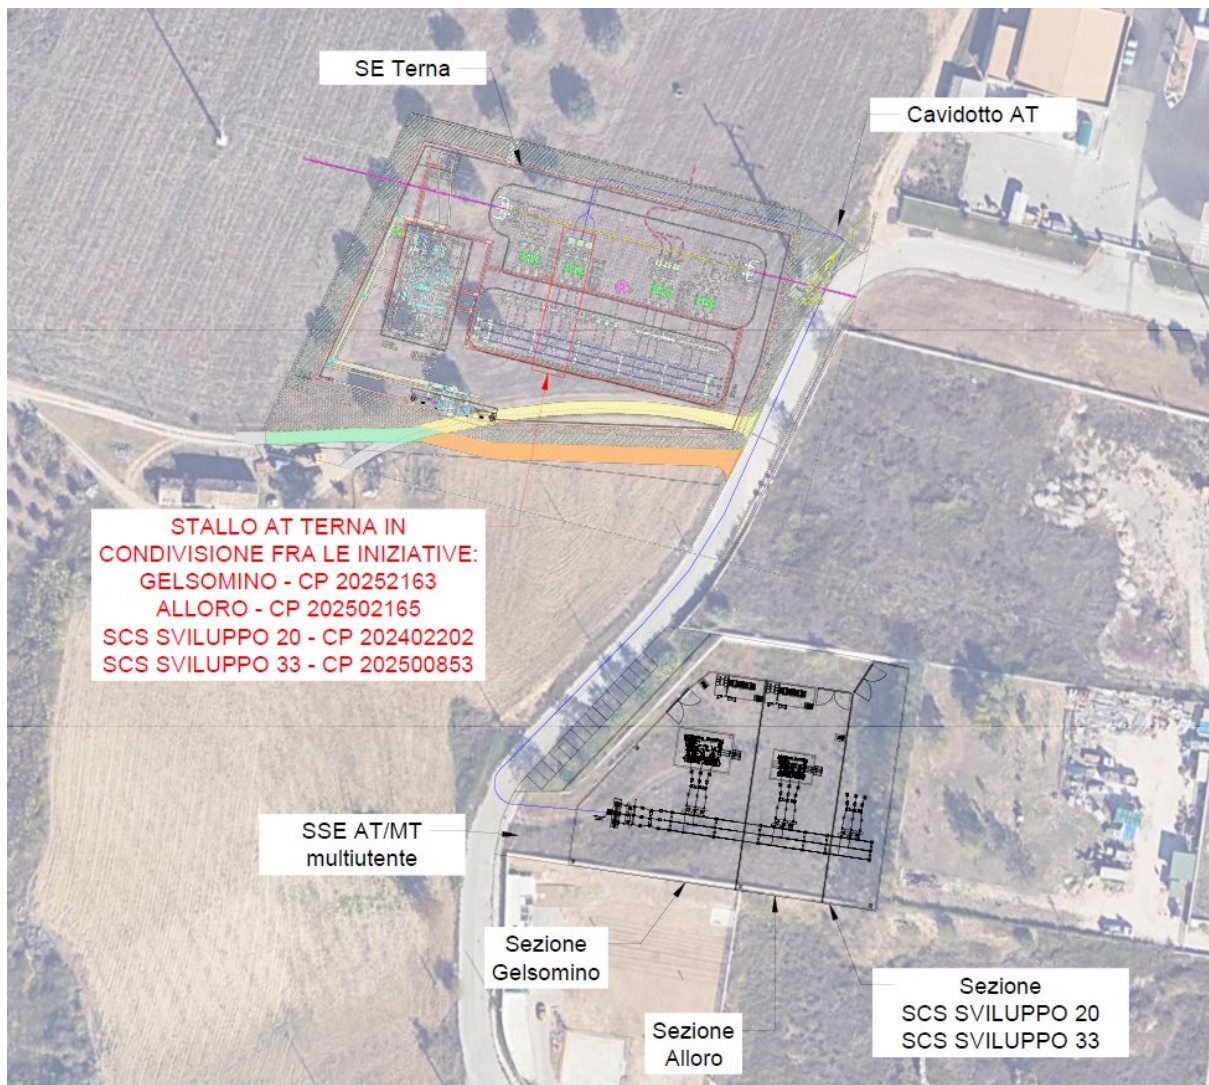 SE Terna
Cavidotto AT
STALLO AT TERNA IN
CONDIVISIONE FRA LE INIZIATIVE:
GELSOMINO - CP 20252163
ALLORO - CP 202502165
SCS SVILUPPO 20 - CP 202402202
SCS SVILUPPO 33 - CP 202500853
SSE AT/MT
multiutente
Sezione
Gelsomino
Sezione
Alloro
Sezione
SCS SVILUPPO 20
SCS SVILUPPO 33